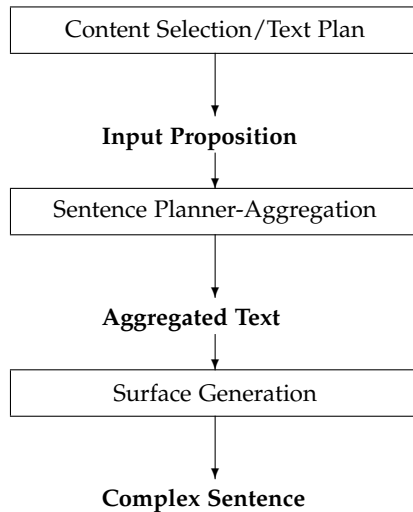 Content Selection/Text Plan
Input Proposition
Sentence Planner-Aggregation
Aggregated Text
Surface Generation
Complex Sentence